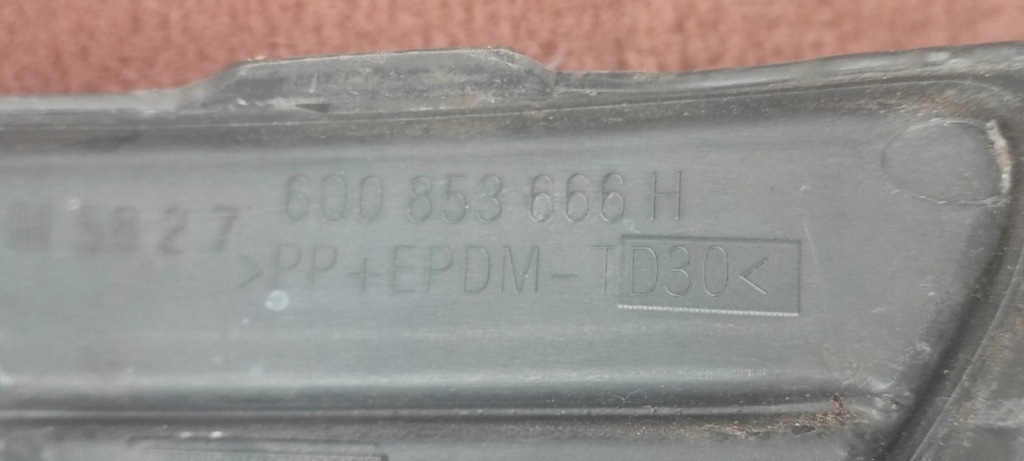 6Q0 853 666 H
M 5827
>PP+EPDM-TD30<